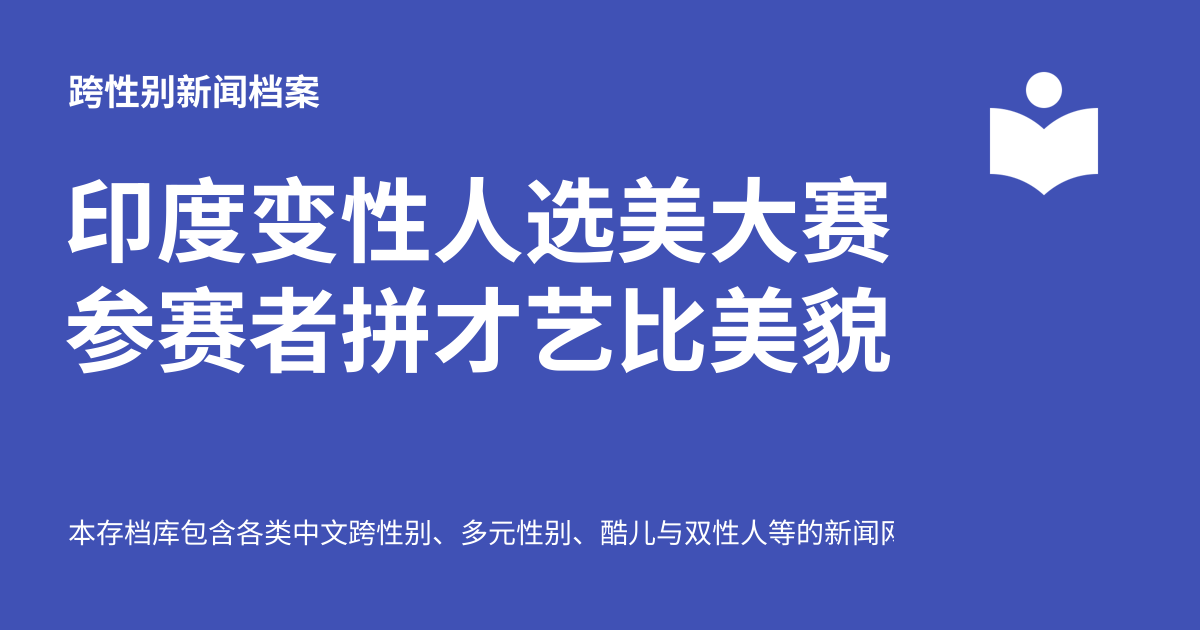 跨性别新闻档案
印度变性人选美大赛
参赛者拼才艺比美貌
本存档库包含各类中文跨性别、多元性别、酷儿与双性人等的新闻网